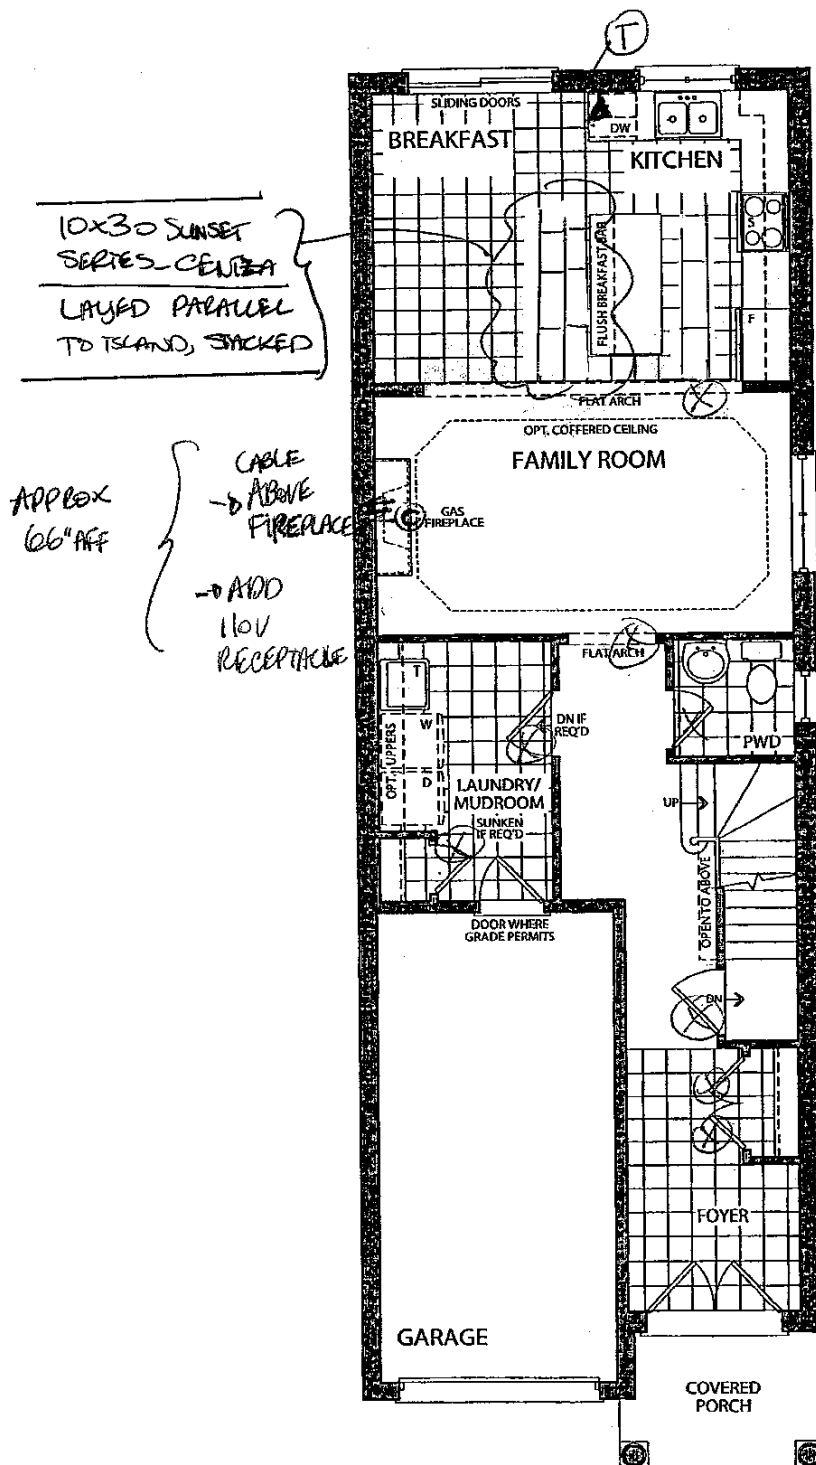 T
SLIDING DOORS
BREAKFAST
DW
KITCHEN
10x30 SUNSET
SERIES - CENIZA
LAYED PARALLEL
TO ISLAND, STACKED
FLUSH BREAKFAST BAR
F
FLAT ARCH
OPT. COFFERED CEILING
FAMILY ROOM
APPROX
66" AFF
CABLE
ABOVE
FIREPLACE
C
GAS
FIREPLACE
ADD
110V
RECEPTACLE
FLAT ARCH
T
W
OPT. UPPERS
D
DN IF
REQ'D
PWD
LAUNDRY/
MUDROOM
SUNKEN
IF REQ'D
UP
OPEN TO ABOVE
DOOR WHERE
GRADE PERMITS
DN
FOYER
GARAGE
COVERED
PORCH